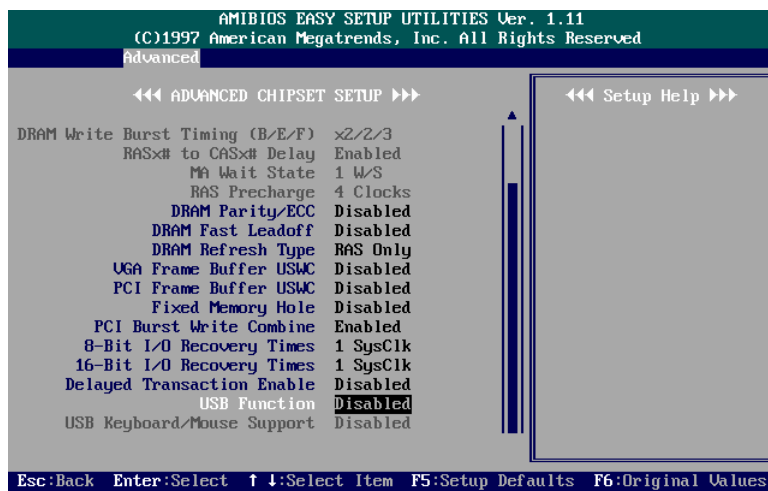 AMIBIOS EASY SETUP UTILITIES Ver. 1.11
(C)1997 American Megatrends, Inc. All Rights Reserved
Advanced
ADVANCED CHIPSET SETUP
Setup Help
DRAM Write Burst Timing (B/E/F) x2/2/3
RASx# to CASx# Delay Enabled
MA Wait State 1 W/S
RAS Precharge 4 Clocks
DRAM Parity/ECC Disabled
DRAM Fast Leadoff Disabled
DRAM Refresh Type RAS Only
VGA Frame Buffer USWC Disabled
PCI Frame Buffer USWC Disabled
Fixed Memory Hole Disabled
PCI Burst Write Combine Enabled
8-Bit I/O Recovery Times 1 SysClk
16-Bit I/O Recovery Times 1 SysClk
Delayed Transaction Enable Disabled
USB Function Disabled
USB Keyboard/Mouse Support Disabled
Esc:Back Enter:Select ↑ ↓:Select Item F5:Setup Defaults F6:Original Values